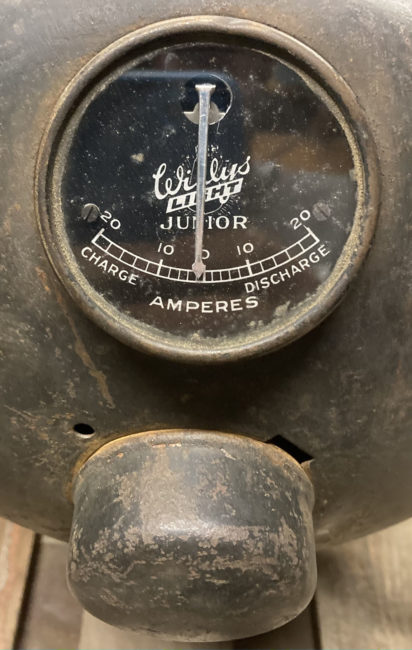 Willys
LIGHT
JUNIOR
20 10 0 10 20
CHARGE DISCHARGE
AMPERES